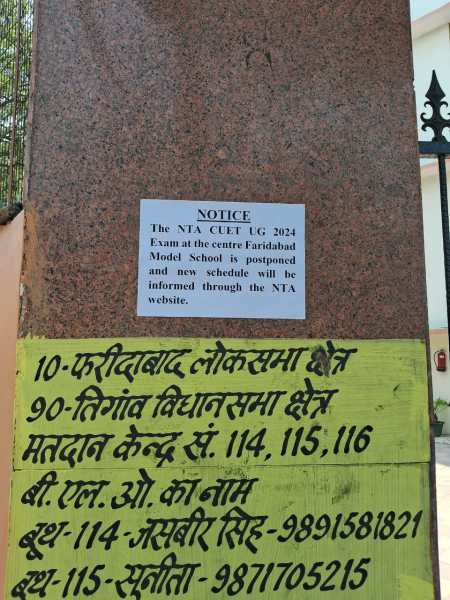 NOTICE
The NTA CUET UG 2024
Exam at the centre Faridabad
Model School is postponed
and new schedule will be
informed through the NTA
website.
10-फरीदाबाद लोकसभा क्षेत्र
90-तिगांव विधानसभा क्षेत्र
मतदान केन्द्र सं. 114, 115, 116
बी. एल. ओ. का नाम
बूथ-114-जसबीर सिंह-9891581821
बूथ-115-सुनीता-9871705215